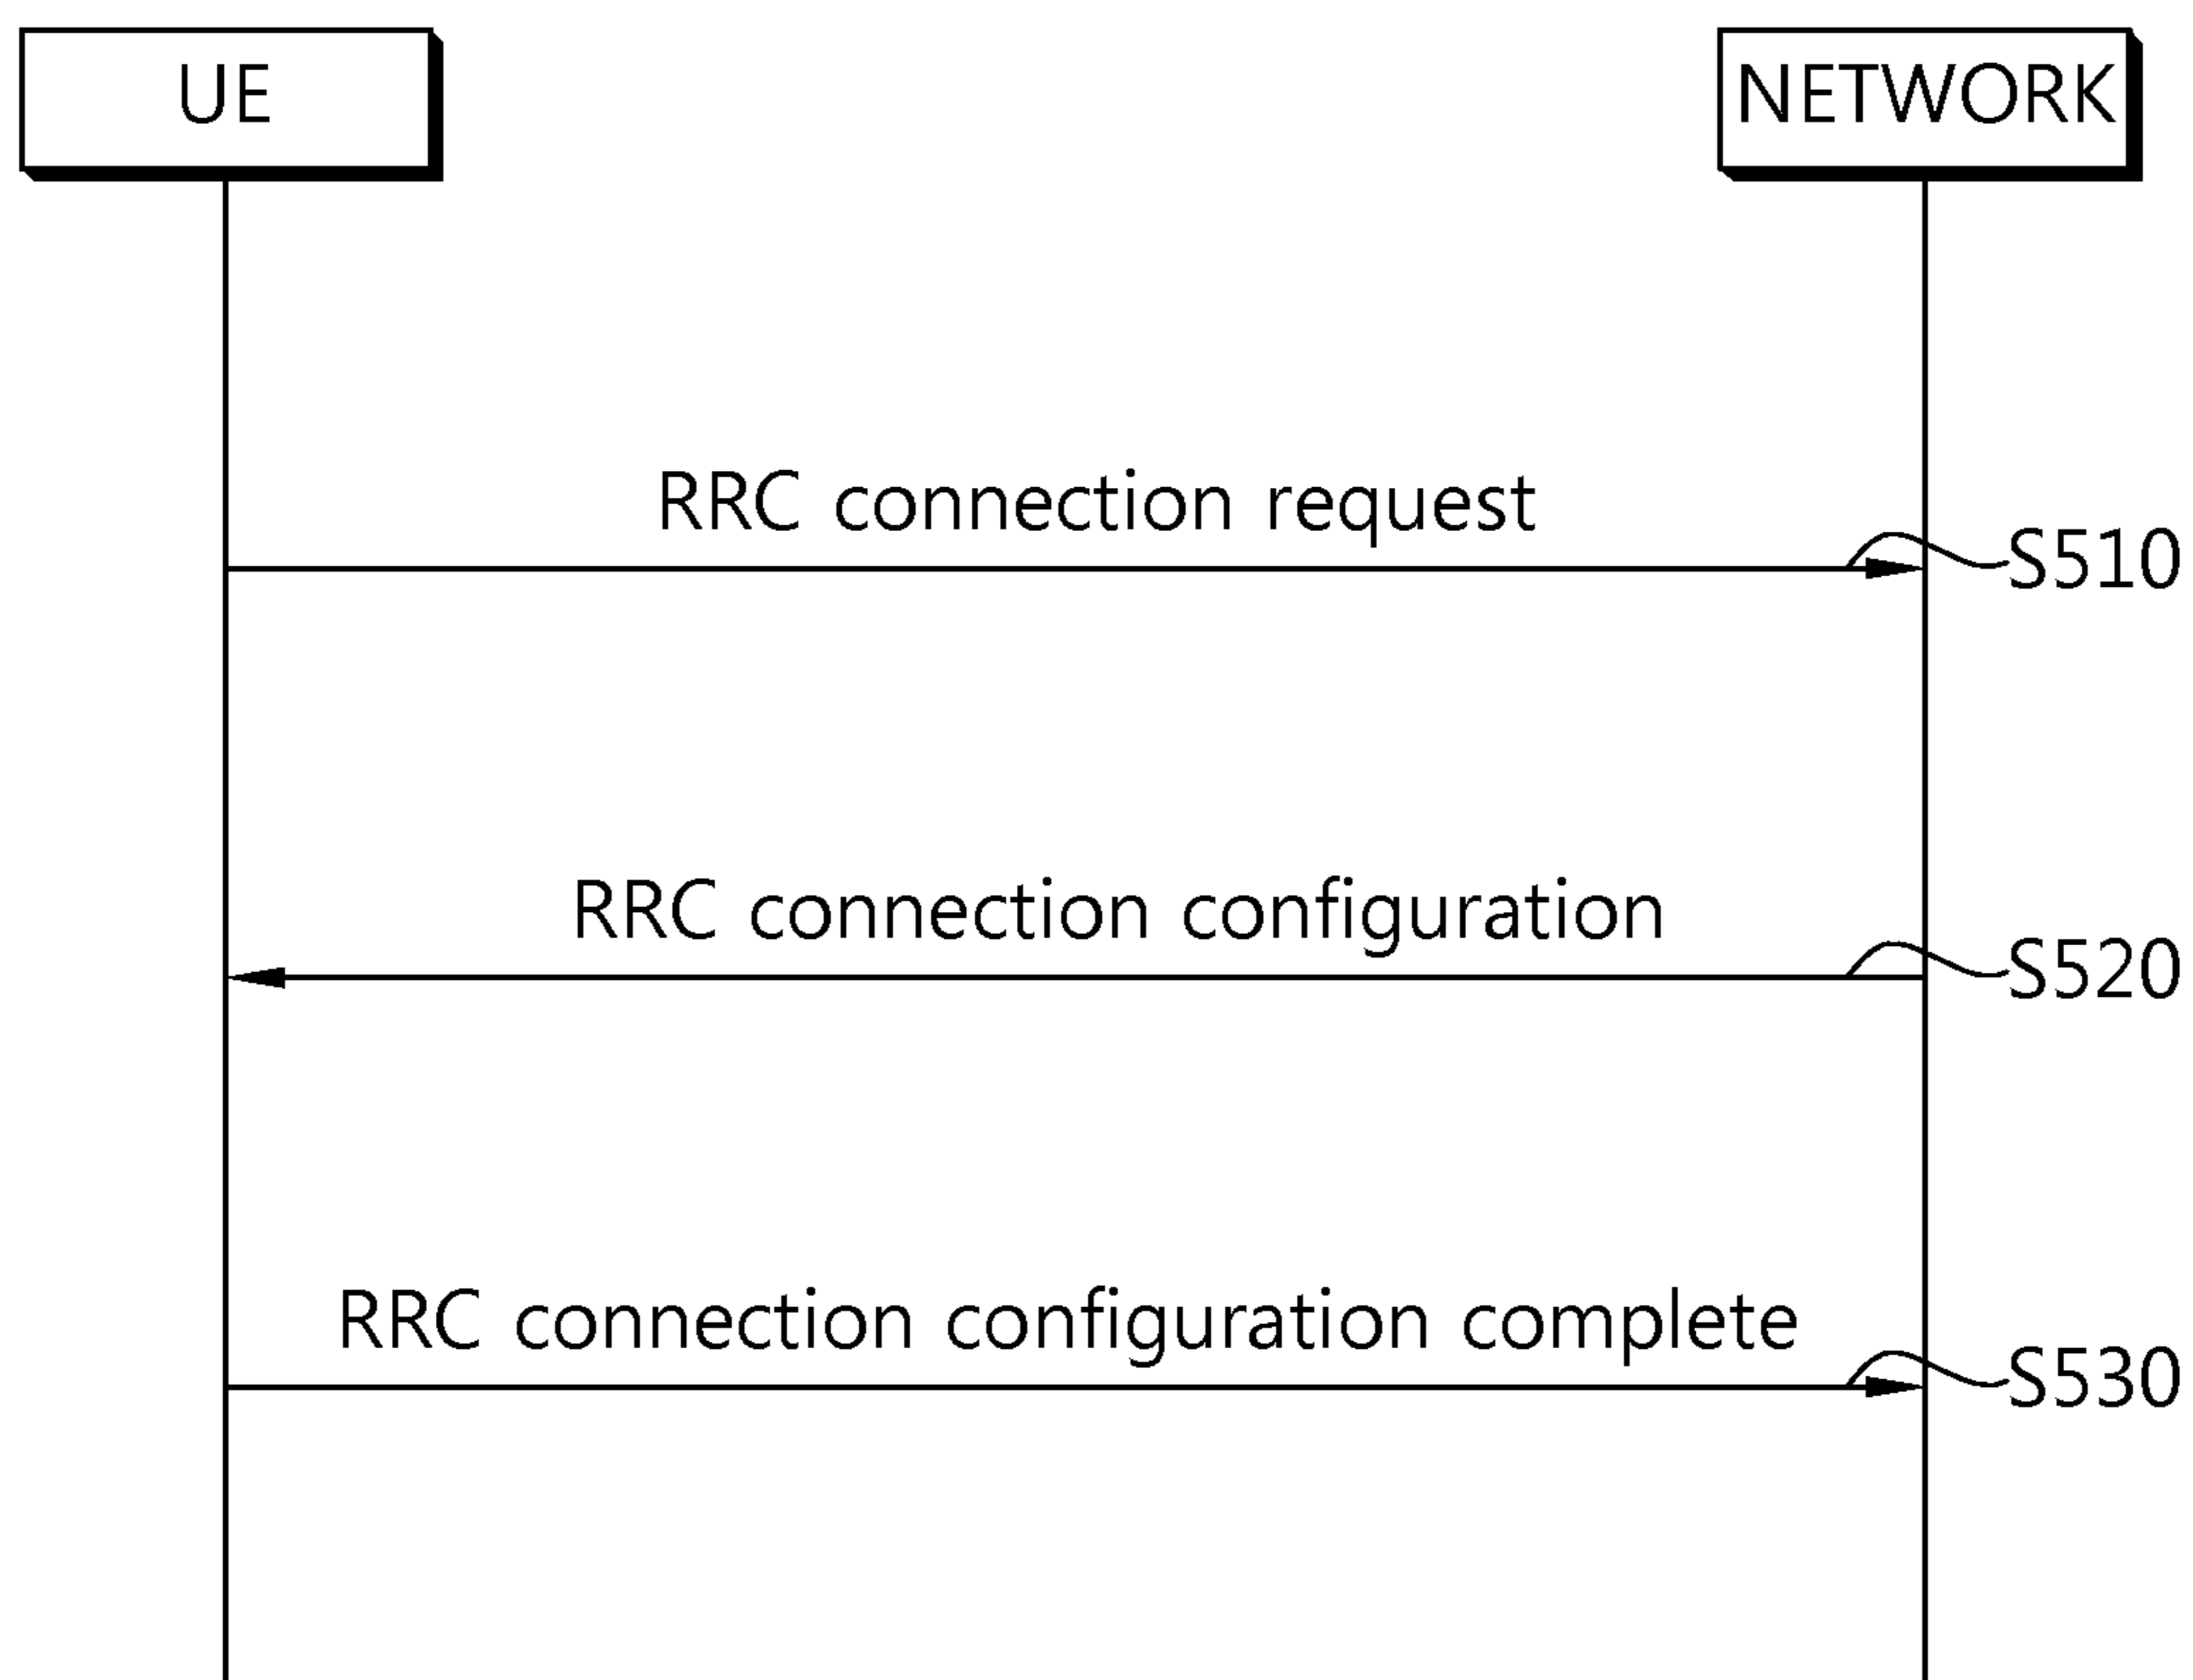 UE
NETWORK
RRC connection request
S510
RRC connection configuration
S520
RRC connection configuration complete
S530